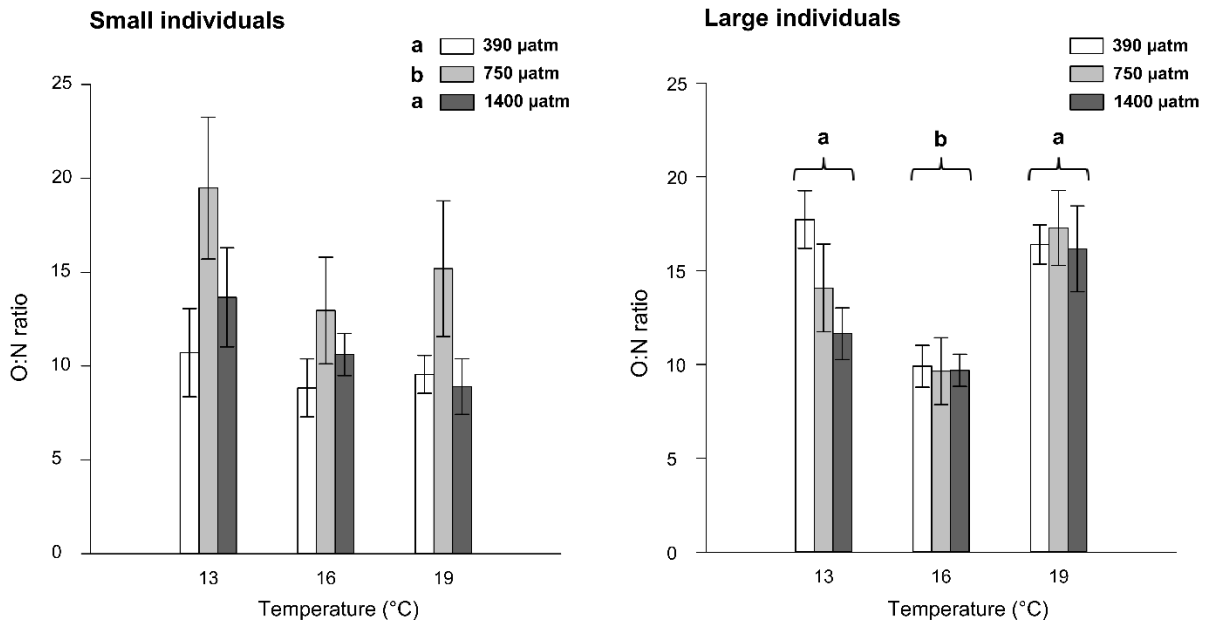 Small individuals
a 390 µatm
b 750 µatm
a 1400 µatm
25
20
15
10
5
0
O:N ratio
13 16 19
Temperature (°C)
Large individuals
390 µatm
750 µatm
1400 µatm
a b a
25
20
15
10
5
0
O:N ratio
13 16 19
Temperature (°C)